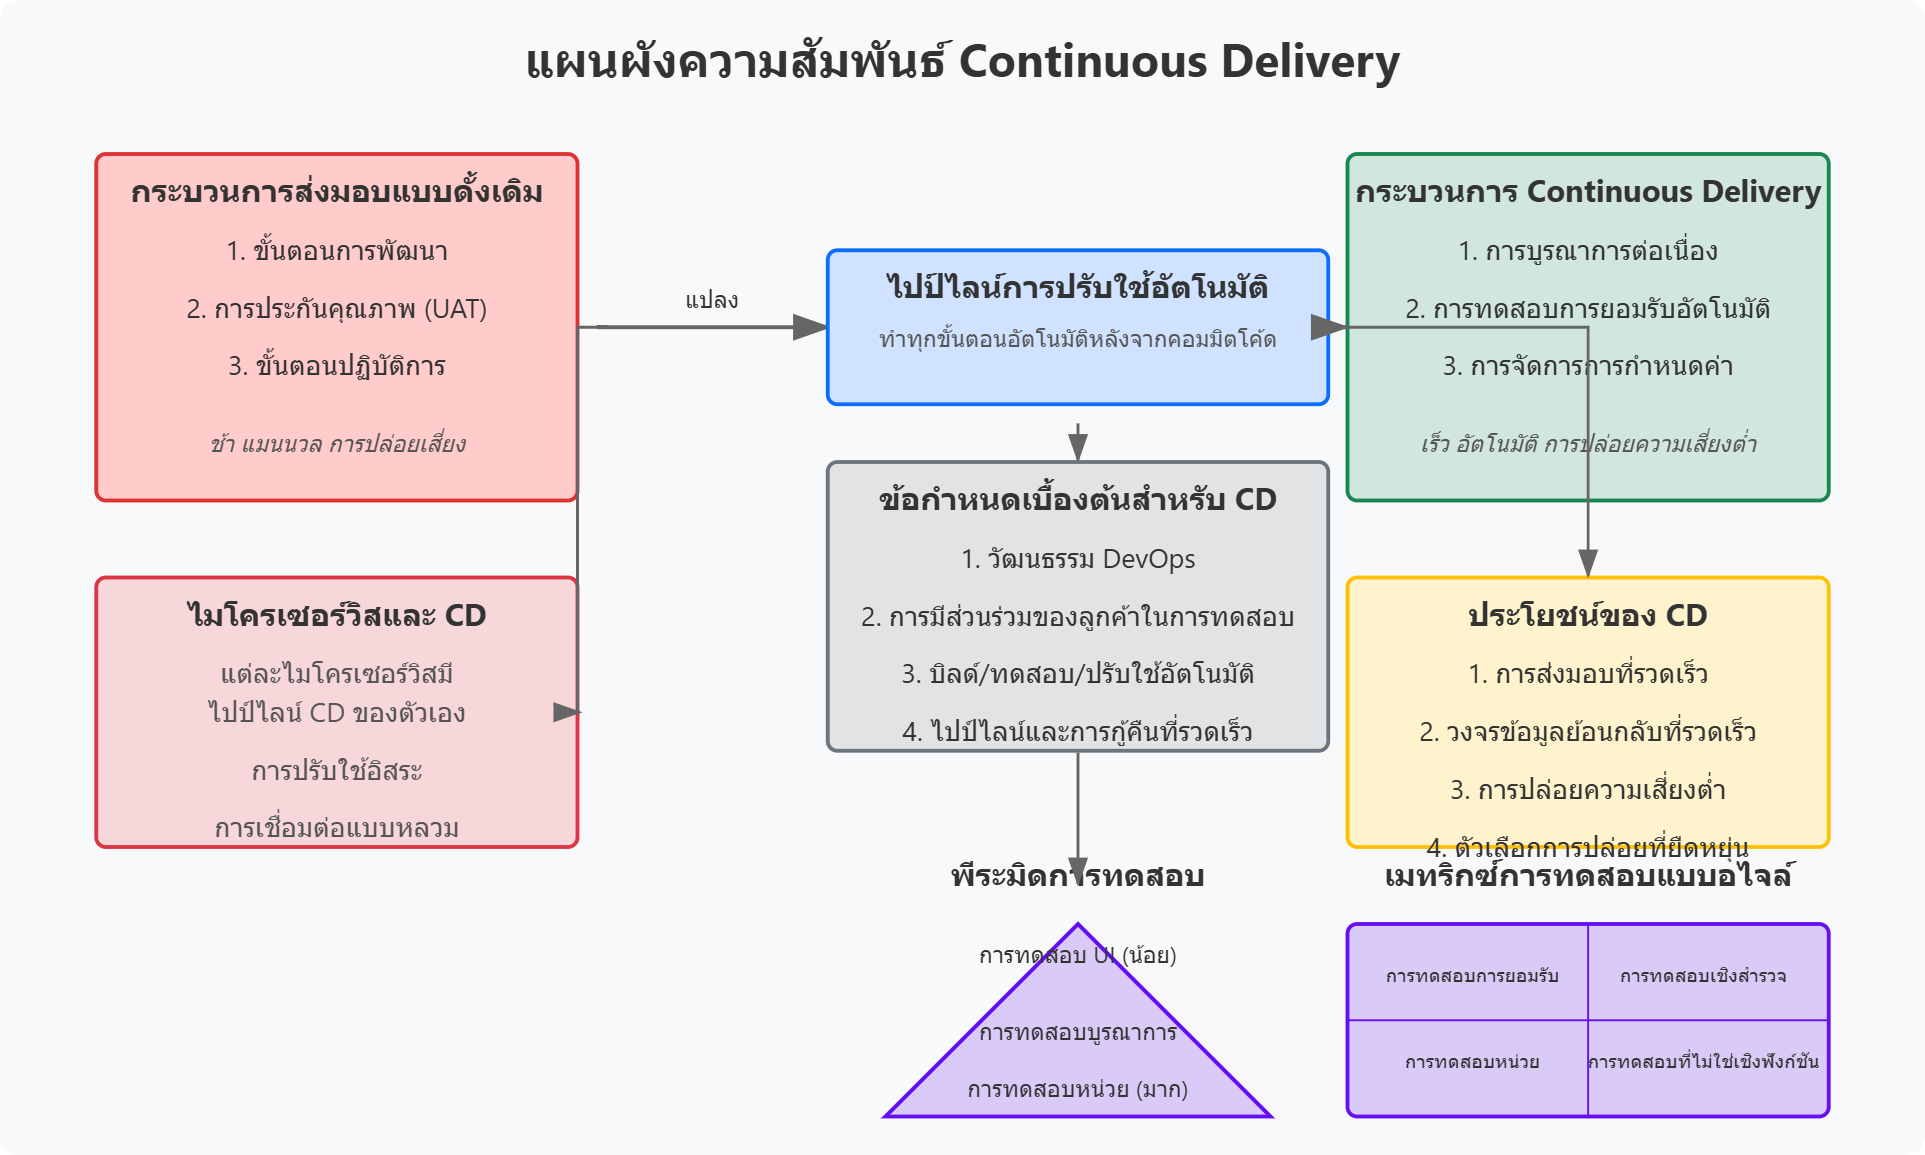 แผนผังความสัมพันธ์ Continuous Delivery
กระบวนการส่งมอบแบบดั้งเดิม
1. ขั้นตอนการพัฒนา
2. การประกันคุณภาพ (UAT)
3. ขั้นตอนปฏิบัติการ
ช้า แมนนวล การปล่อยเสี่ยง
แปลง
ไปป์ไลน์การปรับใช้อัตโนมัติ
ทำทุกขั้นตอนอัตโนมัติหลังจากคอมมิตโค้ด
กระบวนการ Continuous Delivery
1. การบูรณาการต่อเนื่อง
2. การทดสอบการยอมรับอัตโนมัติ
3. การจัดการการกำหนดค่า
เร็ว อัตโนมัติ การปล่อยความเสี่ยงต่ำ
ไมโครเซอร์วิสและ CD
แต่ละไมโครเซอร์วิสมี
ไปป์ไลน์ CD ของตัวเอง
การปรับใช้อิสระ
การเชื่อมต่อแบบหลวม
ข้อกำหนดเบื้องต้นสำหรับ CD
1. วัฒนธรรม DevOps
2. การมีส่วนร่วมของลูกค้าในการทดสอบ
3. บิลด์/ทดสอบ/ปรับใช้อัตโนมัติ
4. ไปป์ไลน์และการกู้คืนที่รวดเร็ว
ประโยชน์ของ CD
1. การส่งมอบที่รวดเร็ว
2. วงจรข้อมูลย้อนกลับที่รวดเร็ว
3. การปล่อยความเสี่ยงต่ำ
4. ตัวเลือกการปล่อยที่ยืดหยุ่น
พีระมิดการทดสอบ
การทดสอบ UI (น้อย)
การทดสอบบูรณาการ
การทดสอบหน่วย (มาก)
เมทริกซ์การทดสอบแบบอไจล์
การทดสอบการยอมรับ
การทดสอบเชิงสำรวจ
การทดสอบหน่วย
การทดสอบที่ไม่ใช่เชิงฟังก์ชัน